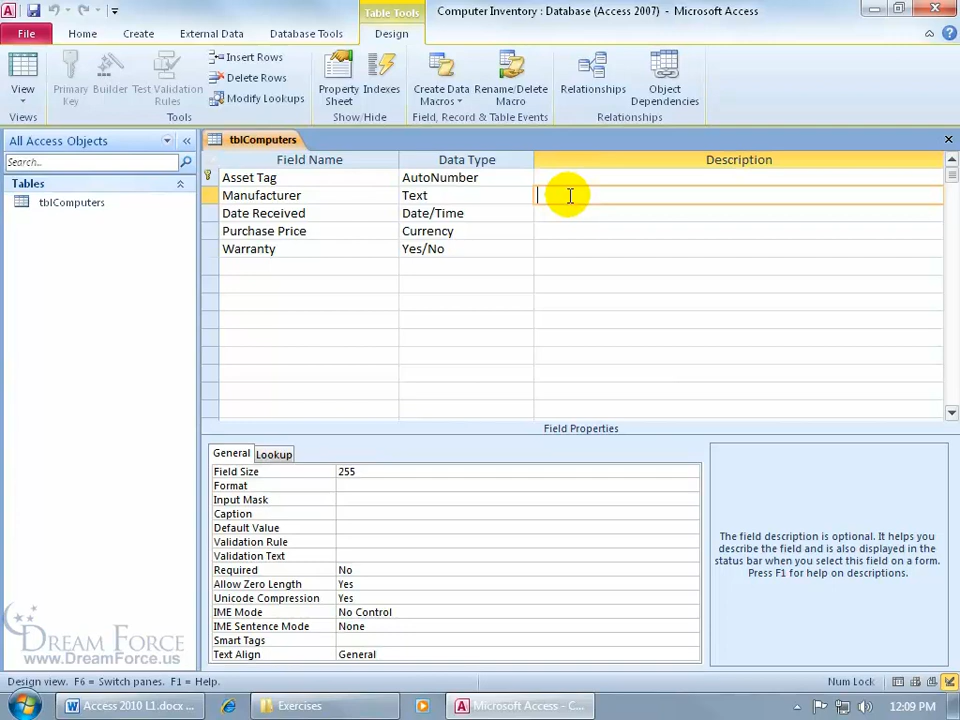 Table Tools
Computer Inventory : Database (Access 2007) - Microsoft Access
File
Home
Create
External Data
Database Tools
Design
View
Primary Key
Builder
Test Validation Rules
Insert Rows
Delete Rows
Modify Lookups
Property Sheet
Indexes
Create Data Macros
Rename/Delete Macro
Relationships
Object Dependencies
Views
Tools
Show/Hide
Field, Record & Table Events
Relationships
All Access Objects
Search...
Tables
tblComputers
tblComputers
Field Name Data Type Description
Asset Tag AutoNumber
Manufacturer Text
Date Received Date/Time
Purchase Price Currency
Warranty Yes/No
Field Properties
General Lookup
Field Size 255
Format
Input Mask
Caption
Default Value
Validation Rule
Validation Text
Required No
Allow Zero Length Yes
Unicode Compression Yes
IME Mode No Control
IME Sentence Mode None
Smart Tags
Text Align General
The field description is optional. It helps you
describe the field and is also displayed in the
status bar when you select this field on a form.
Press F1 for help on descriptions.
DREAM FORCE
www.DreamForce.us
Design view. F6 = Switch panes. F1 = Help.
Num Lock
Access 2010 L1.docx ...
Exercises
Microsoft Access - C...
12:09 PM